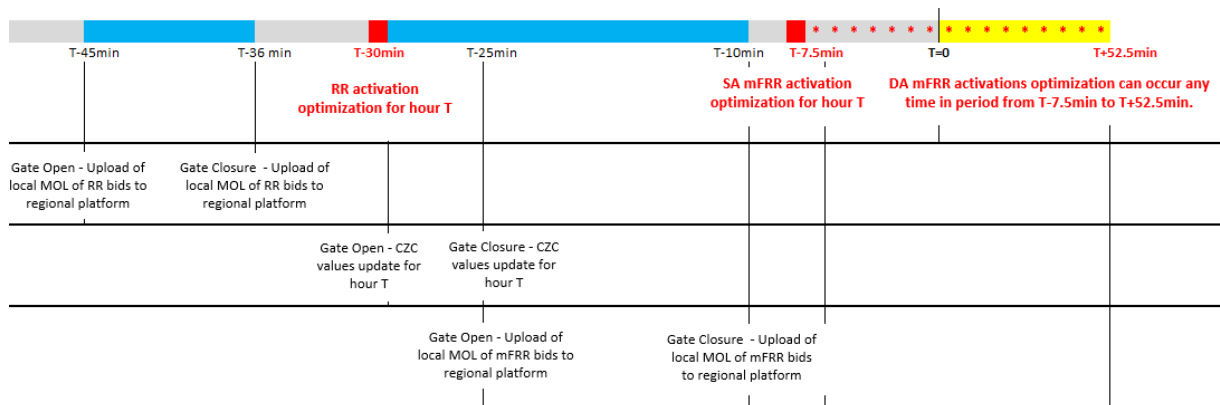 T-45min
T-36 min
T-30min
T-25min
T-10min
T-7.5min
T=0
T+52.5min
RR activation
optimization for hour T
SA mFRR activation
optimization for hour T
DA mFRR activations optimization can occur any
time in period from T-7.5min to T+52.5min.
Gate Open - Upload of
local MOL of RR bids to
regional platform
Gate Closure - Upload of
local MOL of RR bids to
regional platform
Gate Open - CZC
values update for
hour T
Gate Closure - CZC
values update for
hour T
Gate Open - Upload of
local MOL of mFRR bids to
regional platform
Gate Closure - Upload of
local MOL of mFRR bids
to regional platform